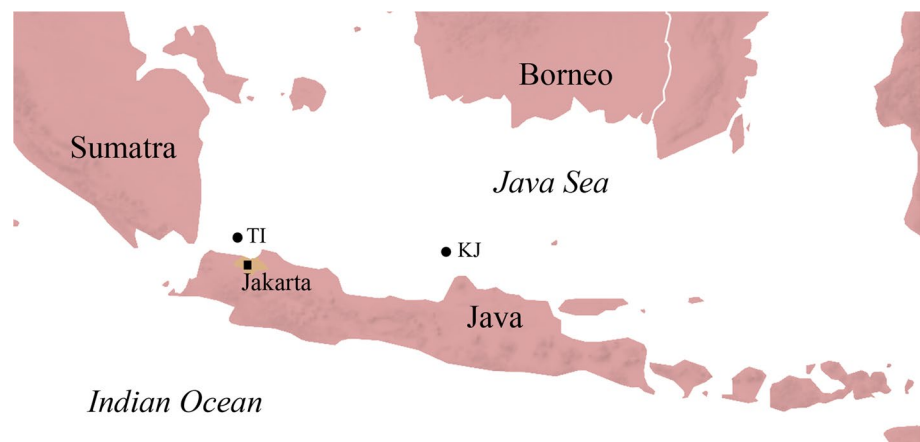 Borneo
Sumatra
Java Sea
TI
KJ
Jakarta
Java
Indian Ocean